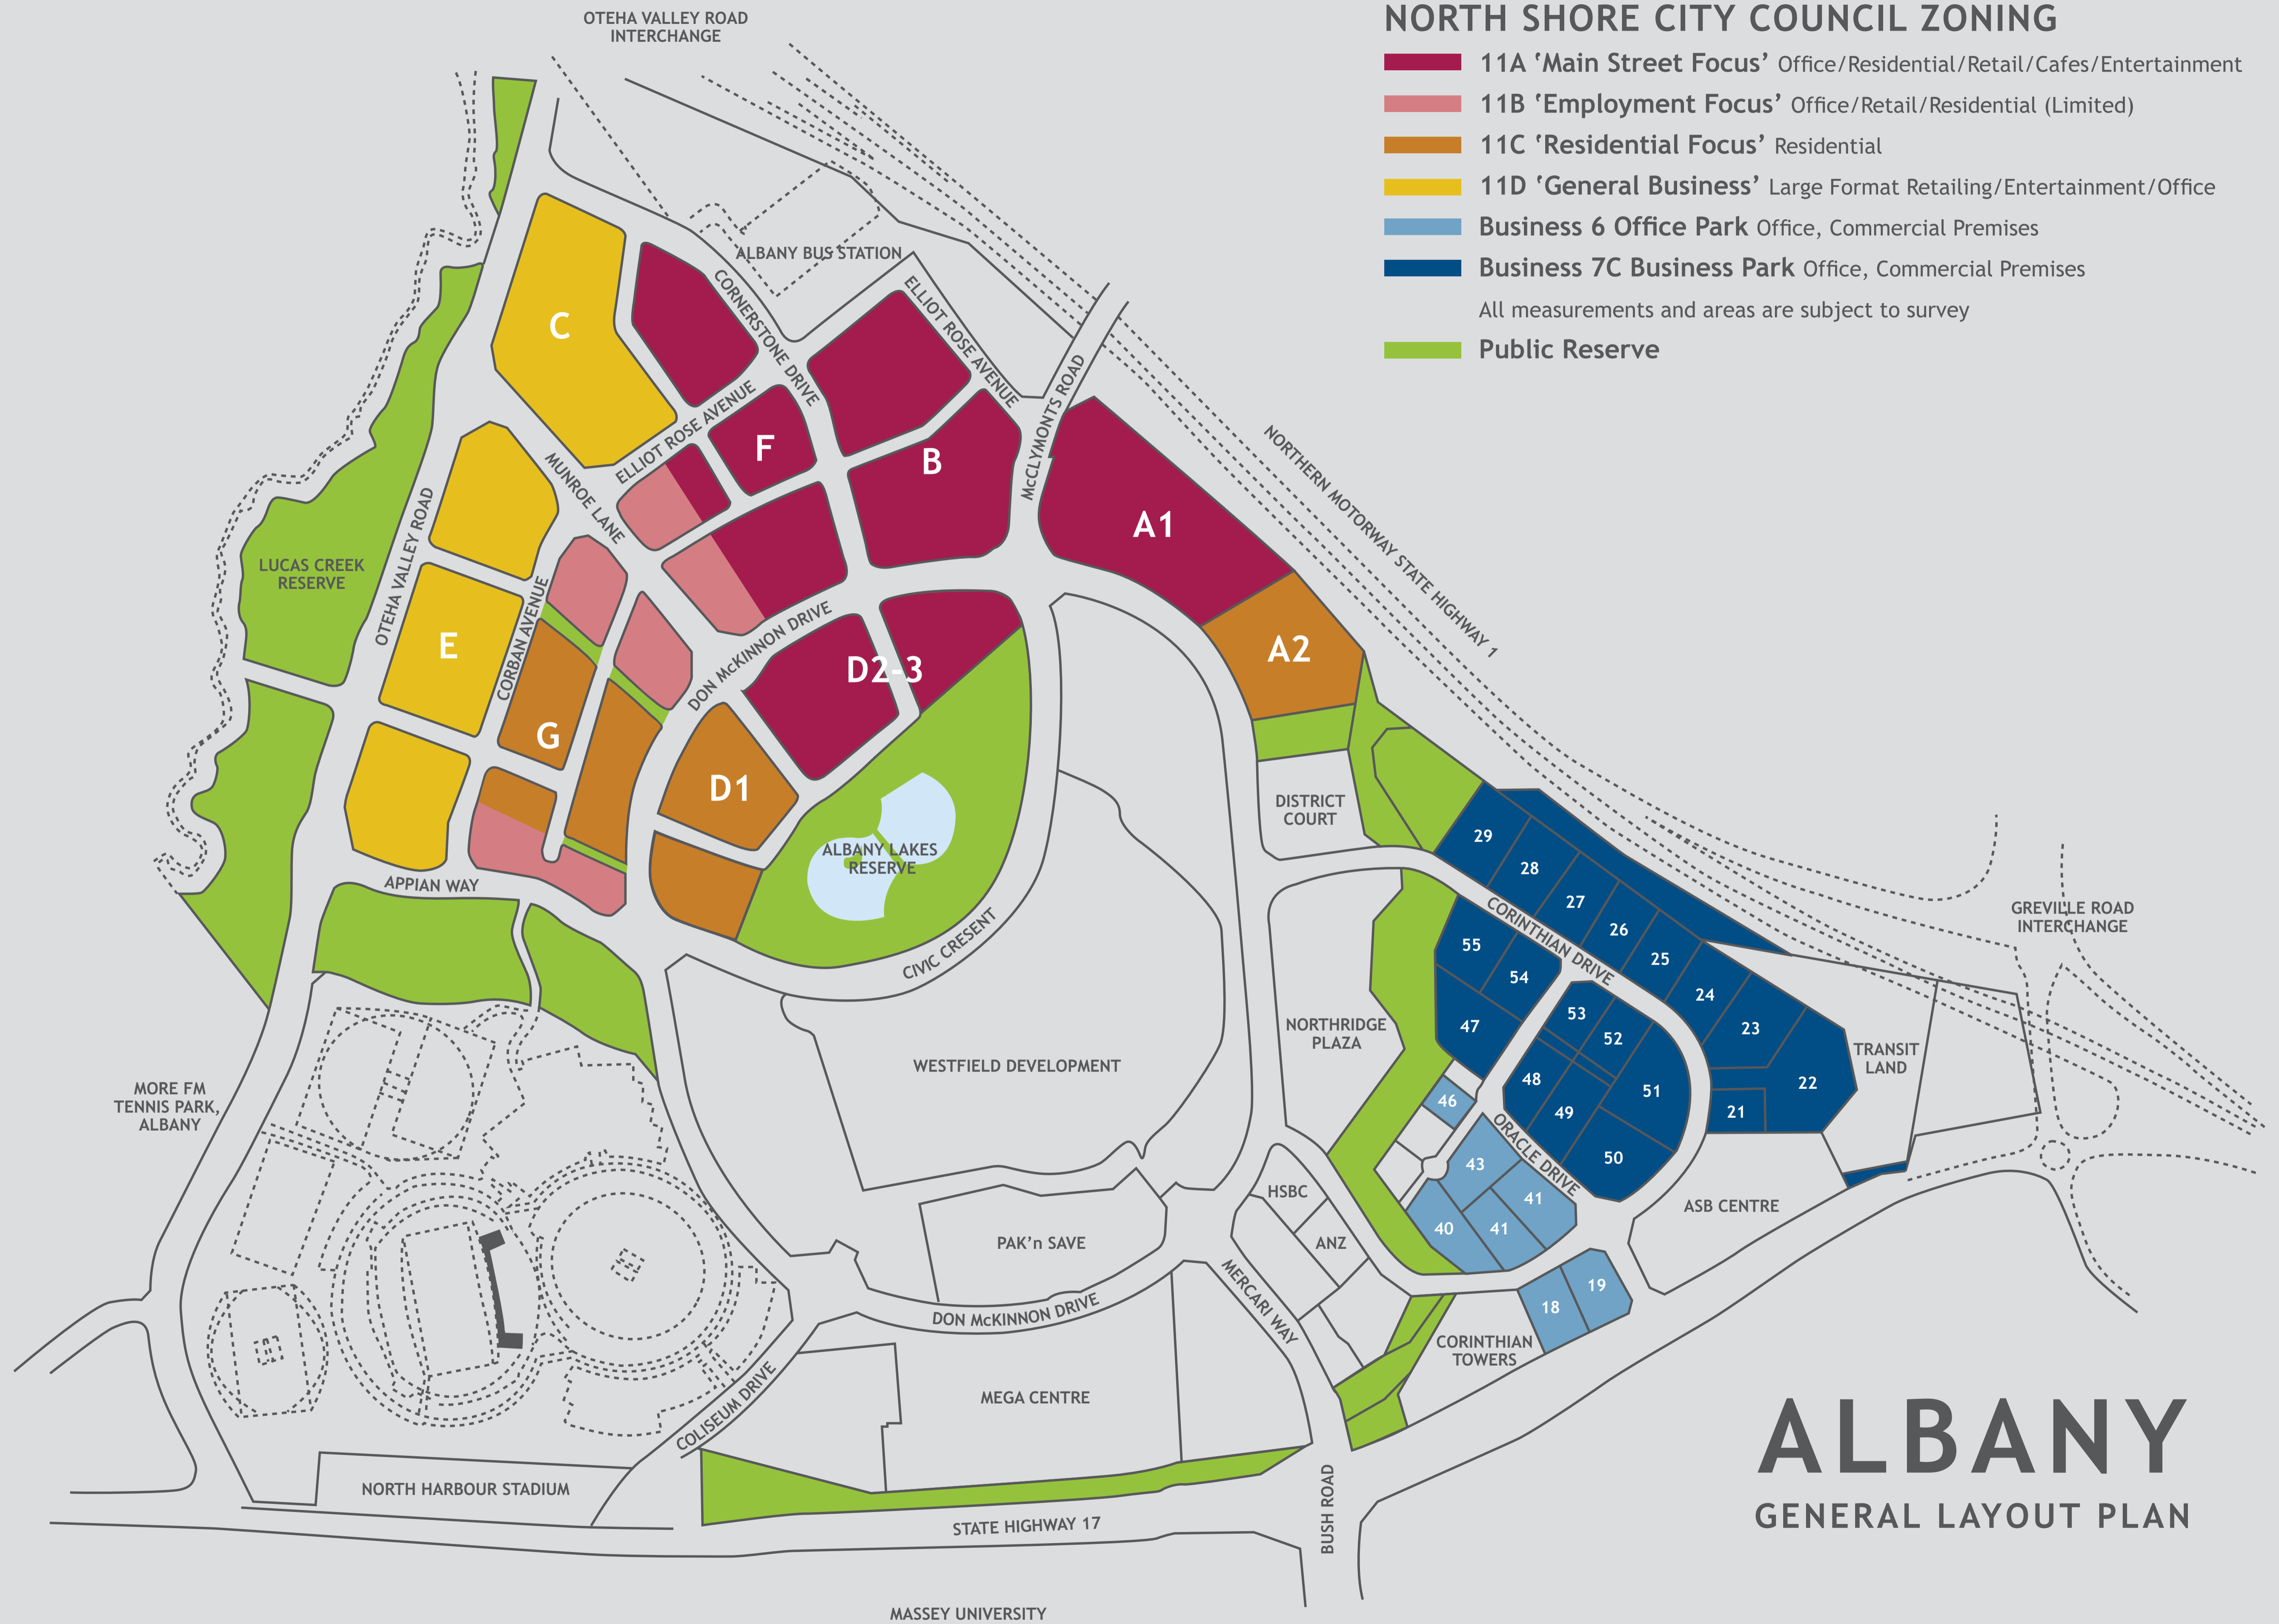 NORTH SHORE CITY COUNCIL ZONING
11A ‘Main Street Focus’ Office/Residential/Retail/Cafes/Entertainment
11B ‘Employment Focus’ Office/Retail/Residential (Limited)
11C ‘Residential Focus’ Residential
11D ‘General Business’ Large Format Retailing/Entertainment/Office
Business 6 Office Park Office, Commercial Premises
Business 7C Business Park Office, Commercial Premises
All measurements and areas are subject to survey
Public Reserve
OTEHA VALLEY ROAD
INTERCHANGE
ALBANY BUS STATION
CORNERSTONE DRIVE
ELLIOT ROSE AVENUE
McCLYMONTS ROAD
NORTHERN MOTORWAY STATE HIGHWAY 1
C
ELLIOT ROSE AVENUE
F
B
A1
MUNROE LANE
OTEHA VALLEY ROAD
LUCAS CREEK
RESERVE
CORBAN AVENUE
E
DON McKINNON DRIVE
D2-3
A2
G
D1
DISTRICT
COURT
ALBANY LAKES
RESERVE
APPIAN WAY
CIVIC CRESENT
29
28
27
26
25
24
23
22
21
CORINTHIAN DRIVE
GREVILLE ROAD
INTERCHANGE
55
54
47
53
52
48
49
51
50
46
NORTHRIDGE
PLAZA
TRANSIT
LAND
WESTFIELD DEVELOPMENT
MORE FM
TENNIS PARK,
ALBANY
ORACLE DRIVE
43
41
40
41
HSBC
ANZ
ASB CENTRE
PAK’n SAVE
MERCARI WAY
19
18
DON McKINNON DRIVE
CORINTHIAN
TOWERS
MEGA CENTRE
COLISEUM DRIVE
NORTH HARBOUR STADIUM
STATE HIGHWAY 17
BUSH ROAD
MASSEY UNIVERSITY
ALBANY
GENERAL LAYOUT PLAN